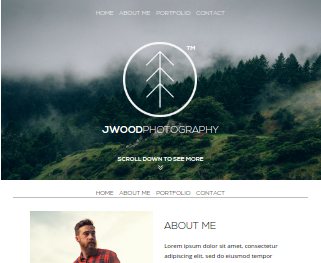 HOME ABOUT ME PORTFOLIO CONTACT
TM
JWOODPHOTOGRAPHY
SCROLL DOWN TO SEE MORE
HOME ABOUT ME PORTFOLIO CONTACT
ABOUT ME
Lorem ipsum dolor sit amet, consectetur
adipiscing elit, sed do eiusmod tempor